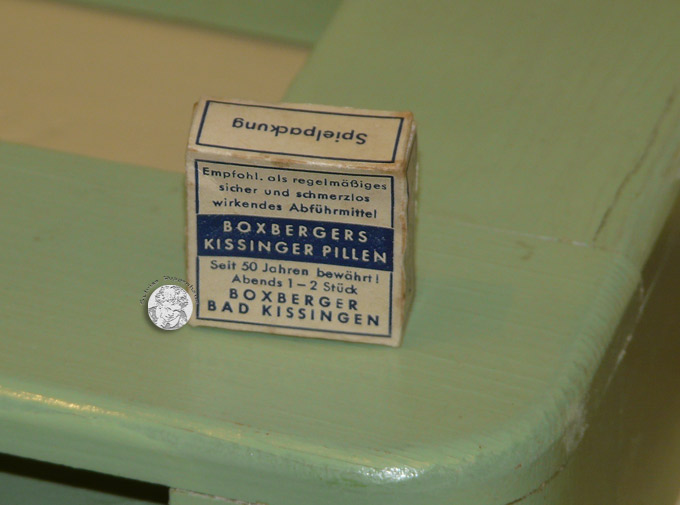 Spielpackung
Empfohl. als regelmäßiges
sicher und schmerzlos
wirkendes Abführmittel
BOXBERGERS
KISSINGER PILLEN
Seit 50 Jahren bewährt!
Abends 1-2 Stück
BOXBERGER
BAD KISSINGEN